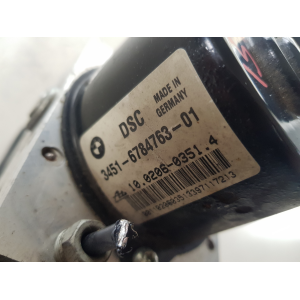 DSC
MADE IN
GERMANY
3451-6784763-01
10.0206-0351.4